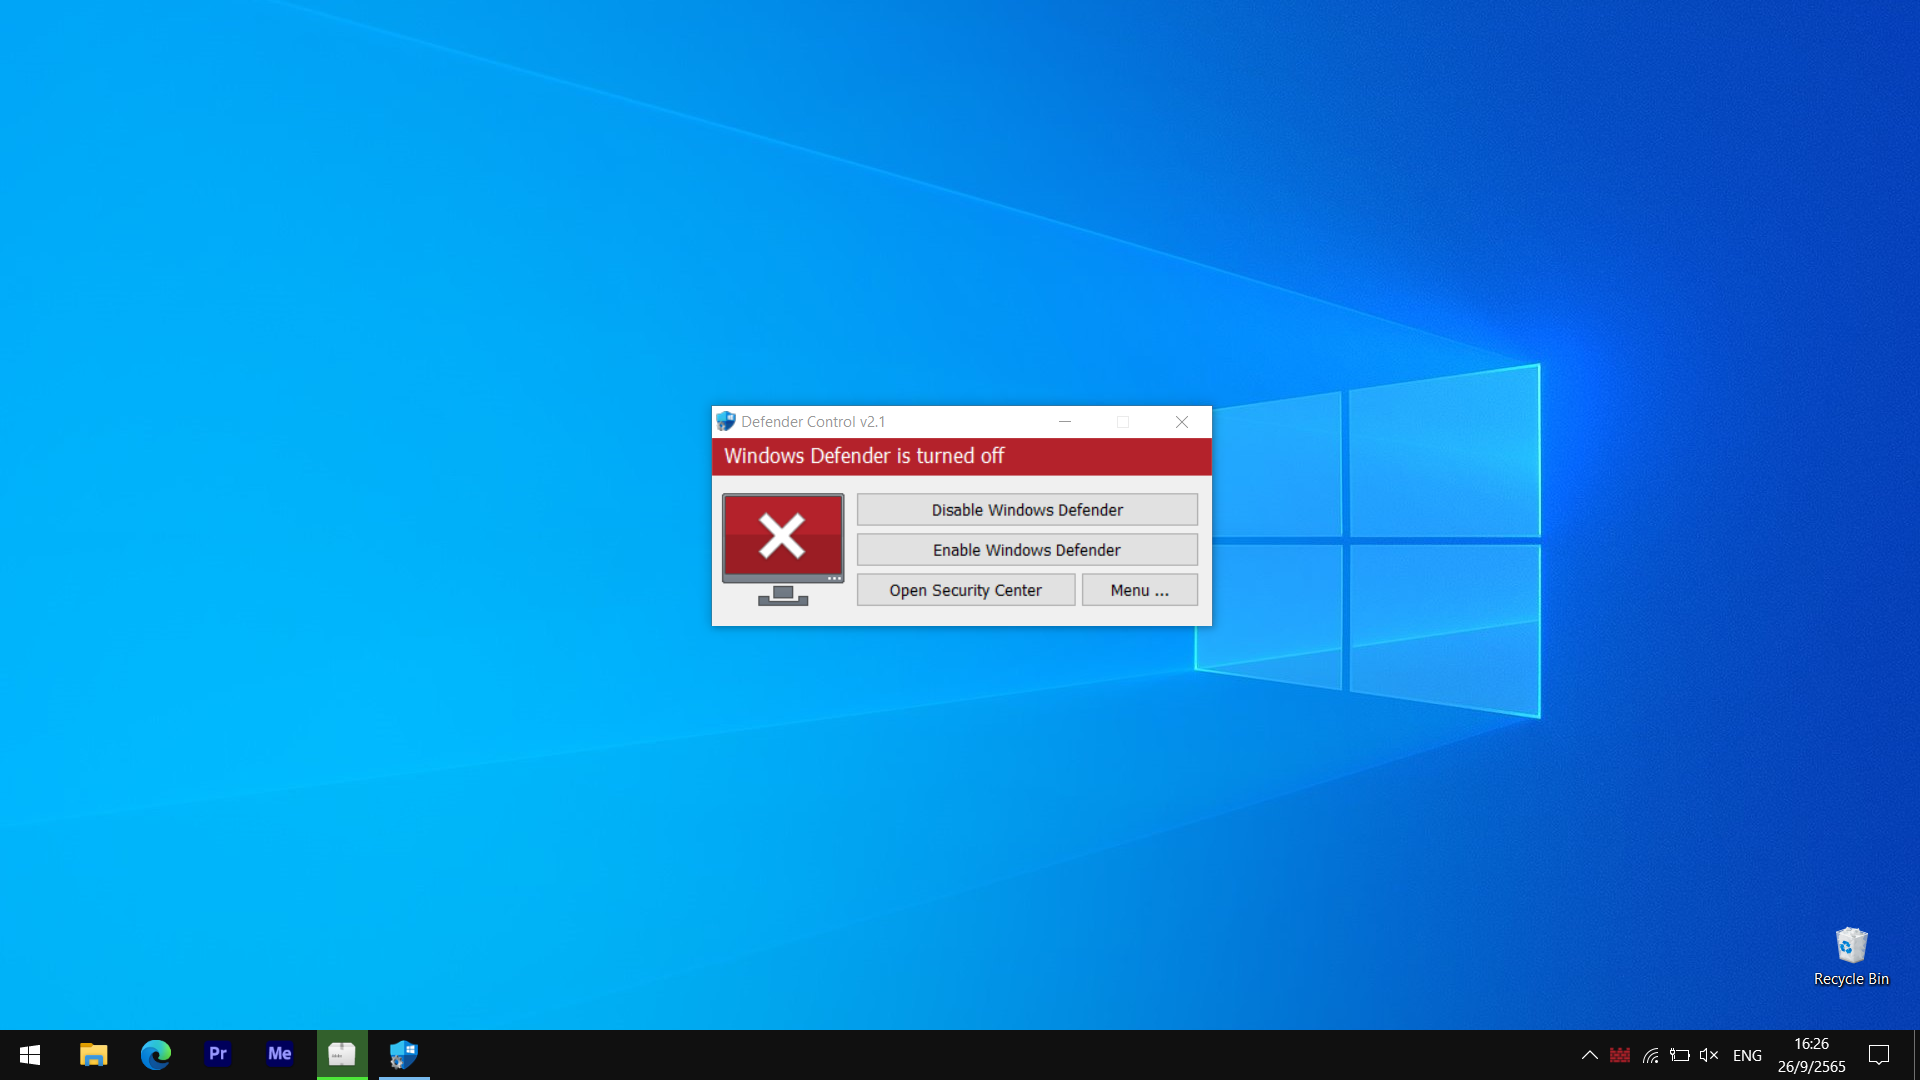 Defender Control v2.1
Windows Defender is turned off
Disable Windows Defender
Enable Windows Defender
Open Security Center
Menu ...
Recycle Bin
Pr
Me
ENG
16:26
26/9/2565